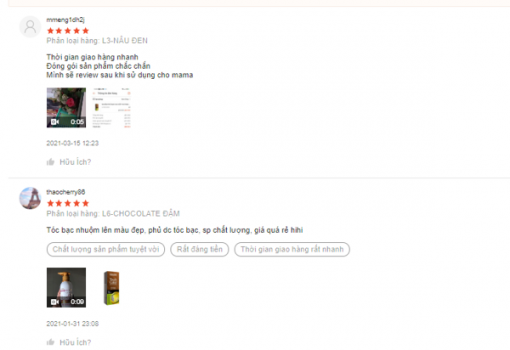 mmeng1dh2j
Phân loại hàng: L3-NÂU ĐEN
Thời gian giao hàng nhanh
Đóng gói sản phẩm chắc chắn
Mình sẽ review sau khi sử dụng cho mama
0:05
2021-03-15 12:23
Hữu Ích?
thaocherry86
Phân loại hàng: L6-CHOCOLATE ĐẬM
Tóc bạc nhuộm lên màu đẹp, phủ dc tóc bạc, sp chất lượng, giá quá rẻ hihi
Chất lượng sản phẩm tuyệt vời
Rất đáng tiền
Thời gian giao hàng rất nhanh
0:09
2021-01-31 23:08
Hữu Ích?